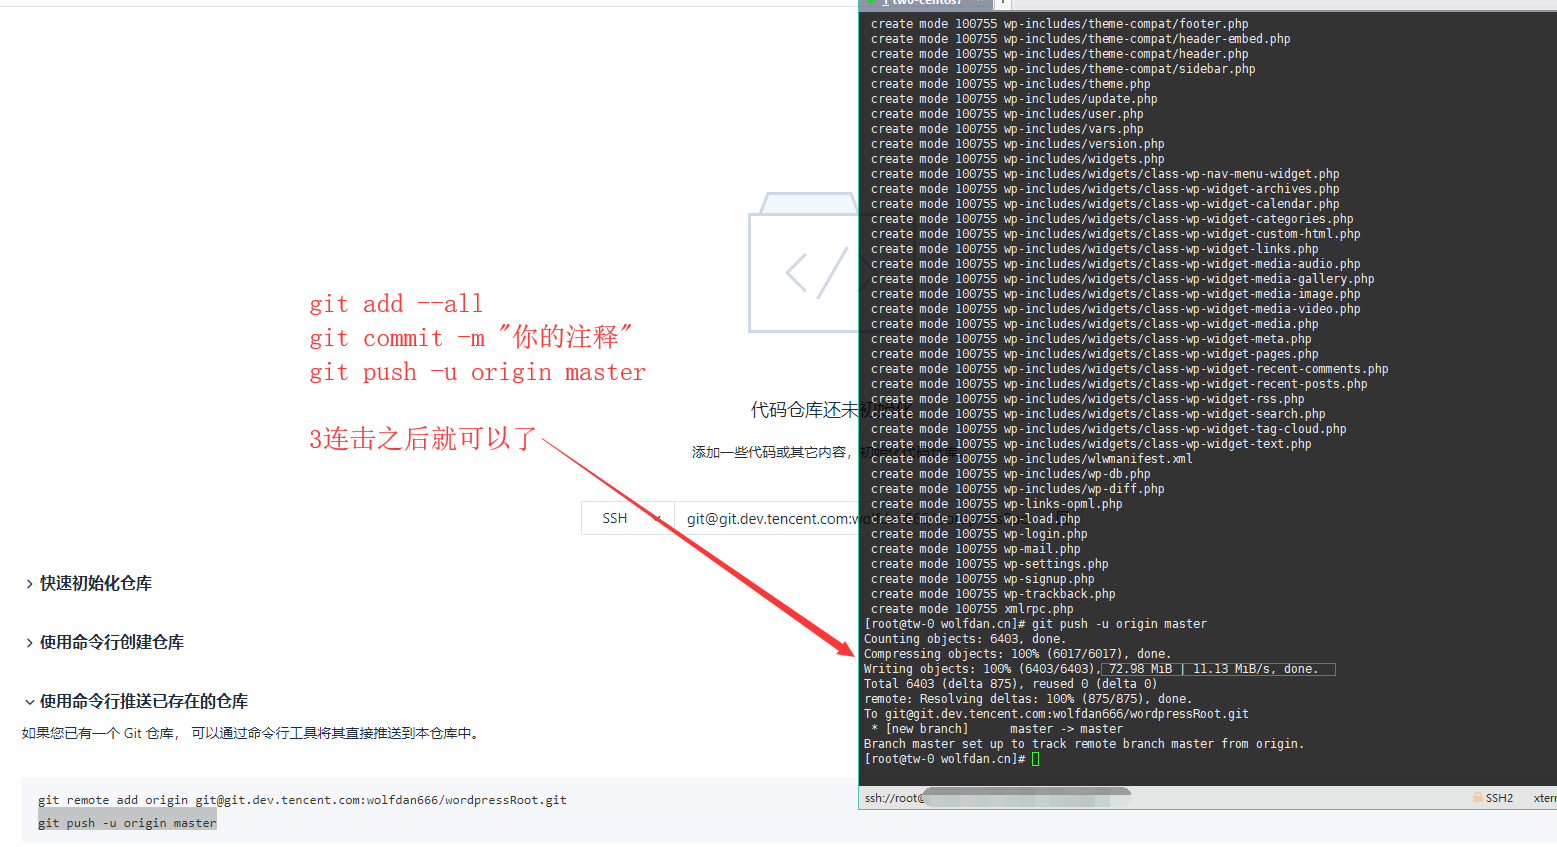 git add --all
git commit -m "你的注释"
git push -u origin master
3连击之后就可以了
代码仓库还未初始化
添加一些代码或其它内容，初始化代码仓库
SSH
git@git.dev.tencent.com:
快速初始化仓库
使用命令行创建仓库
使用命令行推送已存在的仓库
如果您已有一个 Git 仓库， 可以通过命令行工具将其直接推送到本仓库中。
git remote add origin git@git.dev.tencent.com:wolfdan666/wordpressRoot.git
git push -u origin master
1 two-centos7
create mode 100755 wp-includes/theme-compat/footer.php
create mode 100755 wp-includes/theme-compat/header-embed.php
create mode 100755 wp-includes/theme-compat/header.php
create mode 100755 wp-includes/theme-compat/sidebar.php
create mode 100755 wp-includes/theme.php
create mode 100755 wp-includes/update.php
create mode 100755 wp-includes/user.php
create mode 100755 wp-includes/vars.php
create mode 100755 wp-includes/version.php
create mode 100755 wp-includes/widgets.php
create mode 100755 wp-includes/widgets/class-wp-nav-menu-widget.php
create mode 100755 wp-includes/widgets/class-wp-widget-archives.php
create mode 100755 wp-includes/widgets/class-wp-widget-calendar.php
create mode 100755 wp-includes/widgets/class-wp-widget-categories.php
create mode 100755 wp-includes/widgets/class-wp-widget-custom-html.php
create mode 100755 wp-includes/widgets/class-wp-widget-links.php
create mode 100755 wp-includes/widgets/class-wp-widget-media-audio.php
create mode 100755 wp-includes/widgets/class-wp-widget-media-gallery.php
create mode 100755 wp-includes/widgets/class-wp-widget-media-image.php
create mode 100755 wp-includes/widgets/class-wp-widget-media-video.php
create mode 100755 wp-includes/widgets/class-wp-widget-media.php
create mode 100755 wp-includes/widgets/class-wp-widget-meta.php
create mode 100755 wp-includes/widgets/class-wp-widget-pages.php
create mode 100755 wp-includes/widgets/class-wp-widget-recent-comments.php
create mode 100755 wp-includes/widgets/class-wp-widget-recent-posts.php
create mode 100755 wp-includes/widgets/class-wp-widget-rss.php
create mode 100755 wp-includes/widgets/class-wp-widget-search.php
create mode 100755 wp-includes/widgets/class-wp-widget-tag-cloud.php
create mode 100755 wp-includes/widgets/class-wp-widget-text.php
create mode 100755 wp-includes/wlwmanifest.xml
create mode 100755 wp-includes/wp-db.php
create mode 100755 wp-includes/wp-diff.php
create mode 100755 wp-links-opml.php
create mode 100755 wp-load.php
create mode 100755 wp-login.php
create mode 100755 wp-mail.php
create mode 100755 wp-settings.php
create mode 100755 wp-signup.php
create mode 100755 wp-trackback.php
create mode 100755 xmlrpc.php
[root@tw-0 wolfdan.cn]# git push -u origin master
Counting objects: 6403, done.
Compressing objects: 100% (6017/6017), done.
Writing objects: 100% (6403/6403), 72.98 MiB | 11.13 MiB/s, done.
Total 6403 (delta 875), reused 0 (delta 0)
remote: Resolving deltas: 100% (875/875), done.
To git@git.dev.tencent.com:wolfdan666/wordpressRoot.git
* [new branch] master -> master
Branch master set up to track remote branch master from origin.
[root@tw-0 wolfdan.cn]#
ssh://root@
SSH2
xter